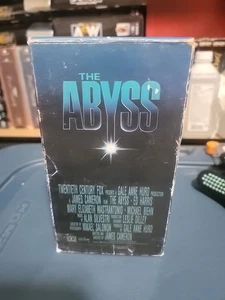 THE
ABYSS
TWENTIETH CENTURY FOX PRESENTS A GALE ANNE HURD PRODUCTION
A JAMES CAMERON FILM THE ABYSS ED HARRIS
MARY ELIZABETH MASTRANTONIO MICHAEL BIEHN
ALAN SILVESTRI LESLIE DILLEY
MIKAEL SALOMON GALE ANNE HURD
JAMES CAMERON